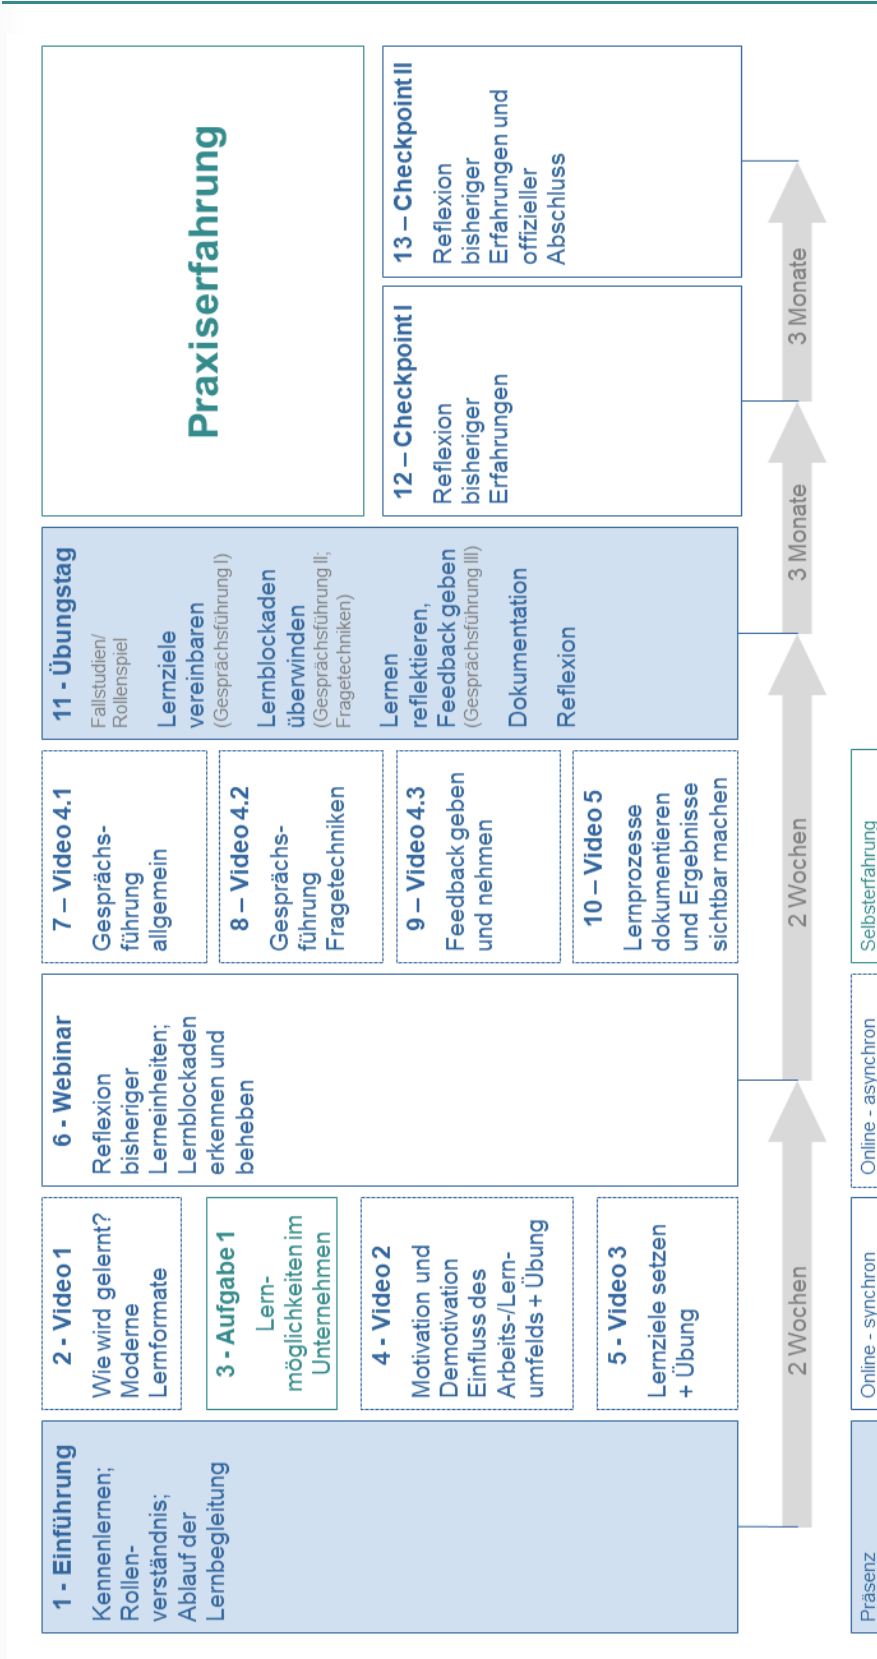 1 - Einführung
Kennenlernen;
Rollen-
verständnis;
Ablauf der
Lernbegleitung
2 - Video 1
Wie wird gelernt?
Moderne
Lernformate
3 - Aufgabe 1
Lern-
möglichkeiten im
Unternehmen
4 - Video 2
Motivation und
Demotivation
Einfluss des
Arbeits-/Lern-
umfelds + Übung
5 - Video 3
Lernziele setzen
+ Übung
6 - Webinar
Reflexion
bisheriger
Lerneinheiten;
Lernblockaden
erkennen und
beheben
7 – Video 4.1
Gesprächs-
führung
allgemein
8 – Video 4.2
Gesprächs-
führung
Fragetechniken
9 – Video 4.3
Feedback geben
und nehmen
10 – Video 5
Lernprozesse
dokumentieren
und Ergebnisse
sichtbar machen
11 - Übungstag
Fallstudien/
Rollenspiel
Lernziele
vereinbaren
(Gesprächsführung I)
Lernblockaden
überwinden
(Gesprächsführung II;
Fragetechniken)
Lernen
reflektieren,
Feedback geben
(Gesprächsführung III)
Dokumentation
Reflexion
Praxiserfahrung
12 – Checkpoint I
Reflexion
bisheriger
Erfahrungen
13 – Checkpoint II
Reflexion
bisheriger
Erfahrungen und
offizieller
Abschluss
2 Wochen
2 Wochen
3 Monate
3 Monate
Präsenz
Online - synchron
Online - asynchron
Selbsterfahrung